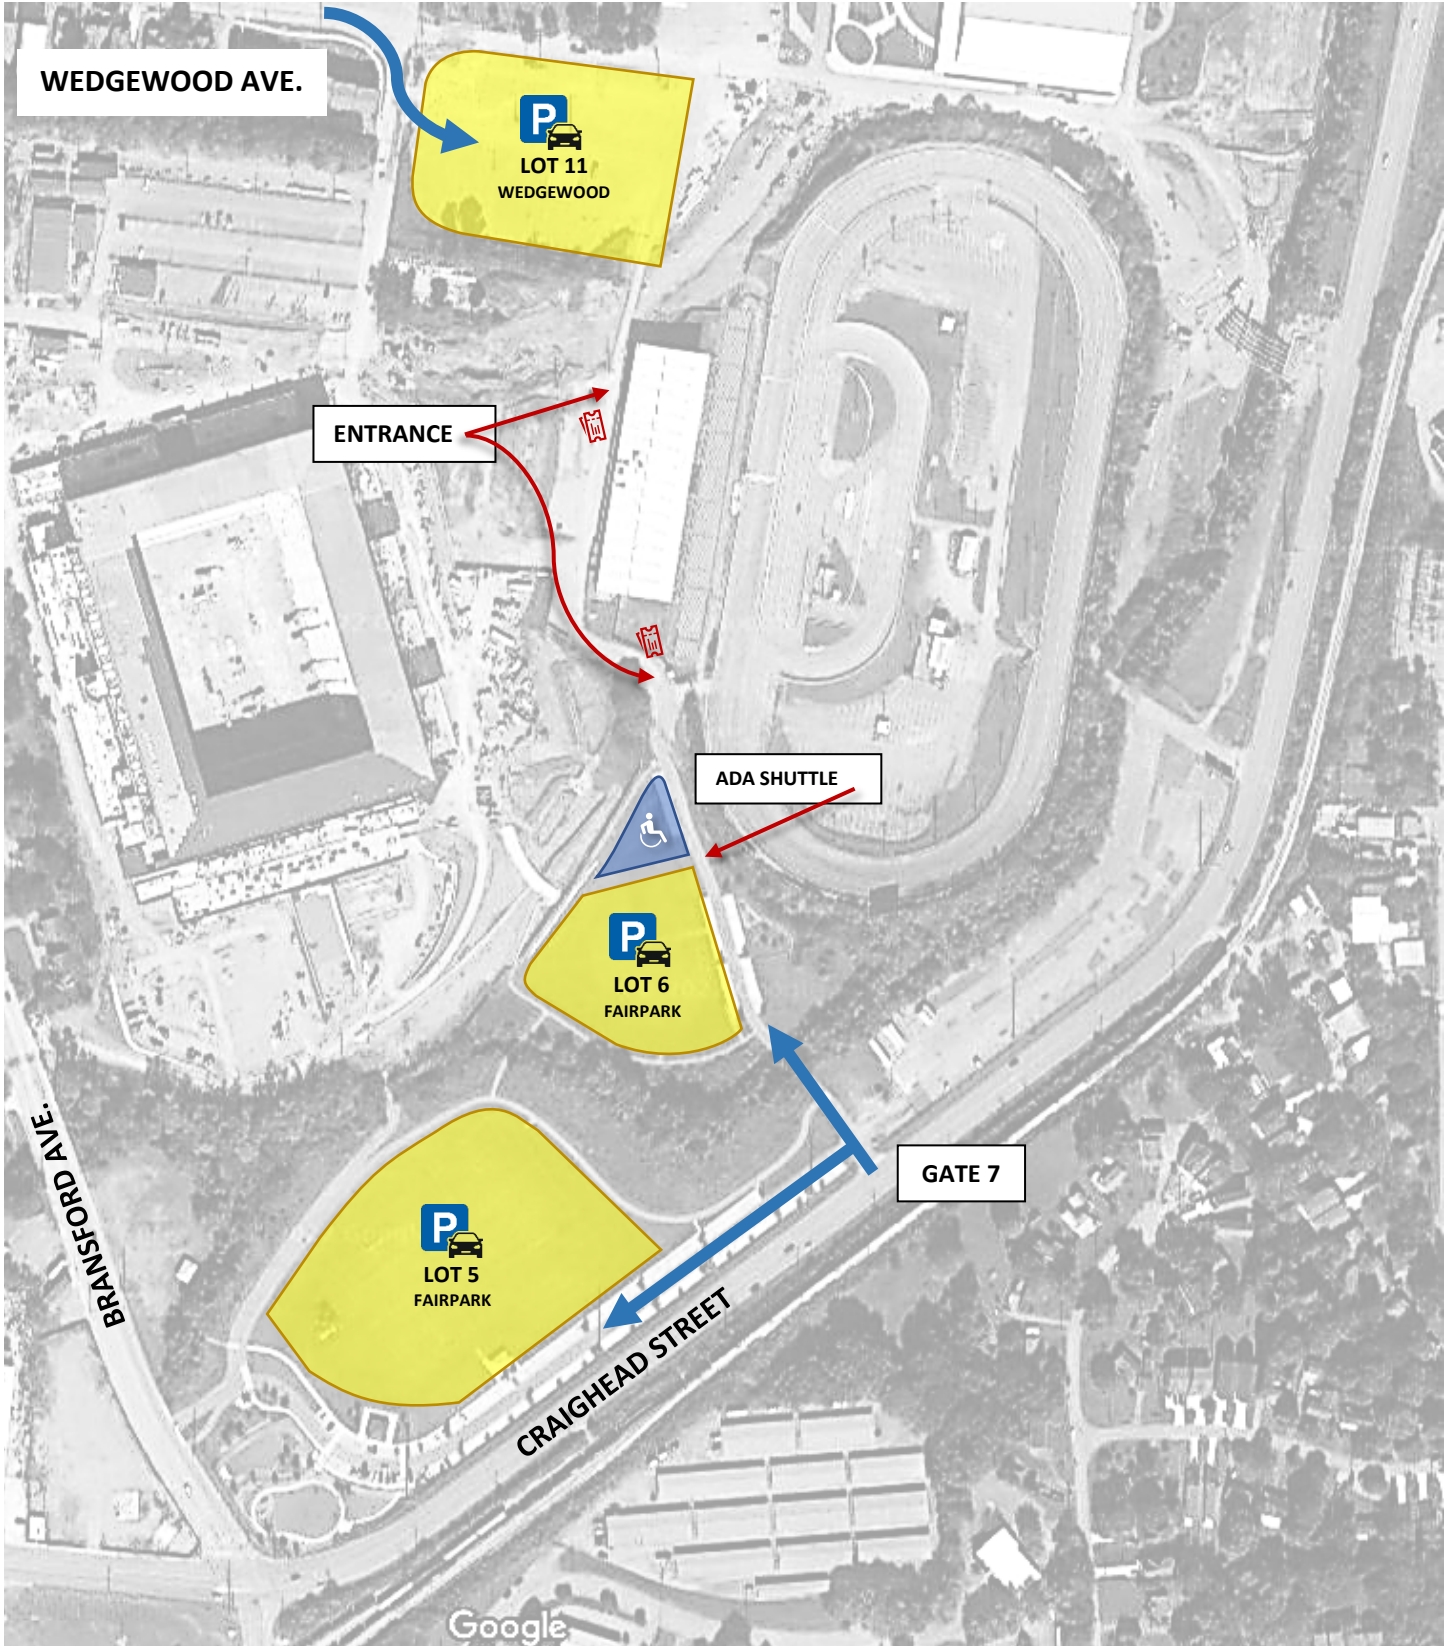 WEDGEWOOD AVE.
P
LOT 11
WEDGEWOOD
ENTRANCE
ADA SHUTTLE
P
LOT 6
FAIRPARK
GATE 7
BRANSFORD AVE.
P
LOT 5
FAIRPARK
CRAIGHEAD STREET
Google